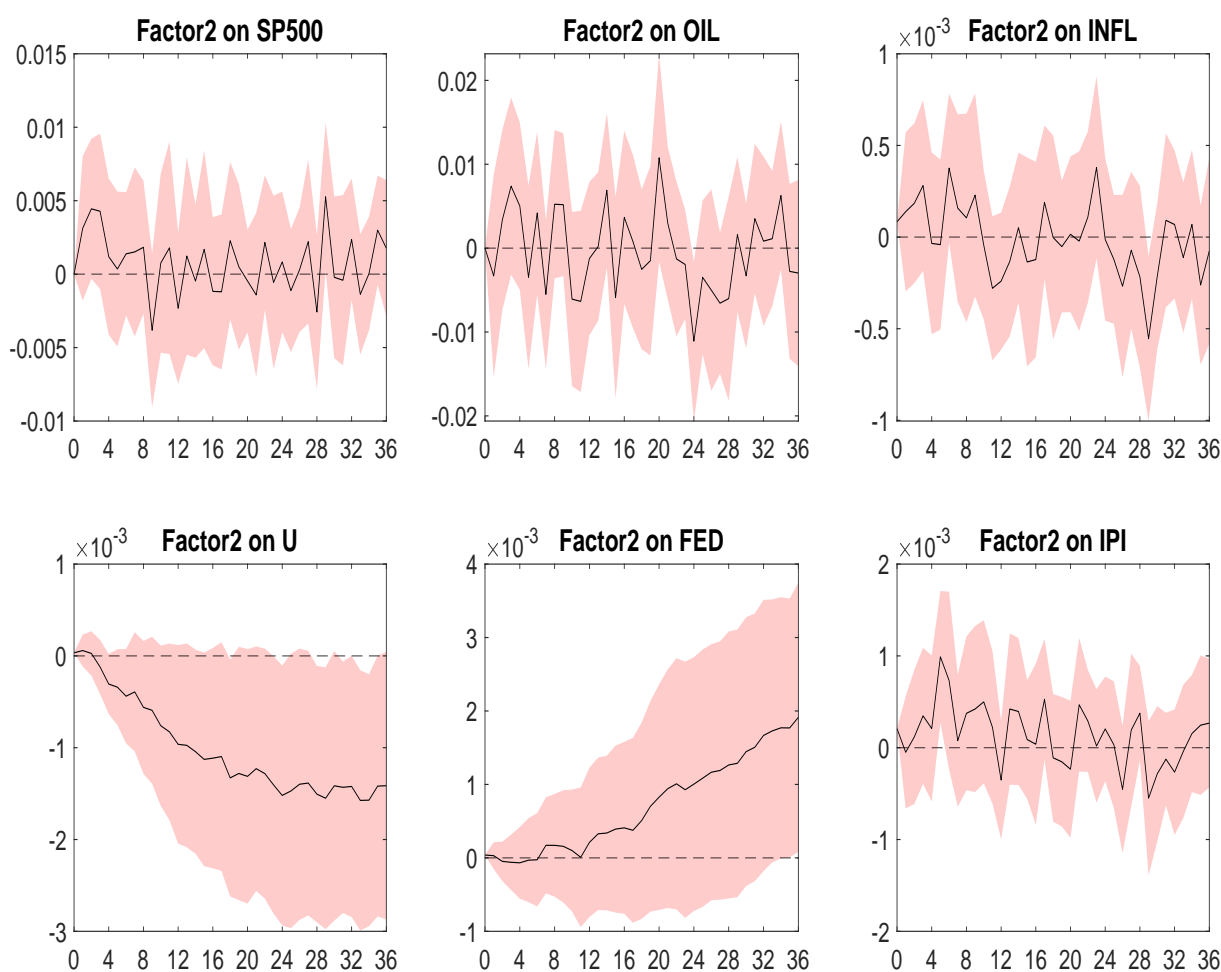 Factor2 on SP500
0.015
0.01
0.005
0
-0.005
-0.01
0 4 8 12 16 20 24 28 32 36
Factor2 on OIL
0.02
0.01
0
-0.01
-0.02
0 4 8 12 16 20 24 28 32 36
×10-3 Factor2 on INFL
1
0.5
0
-0.5
-1
0 4 8 12 16 20 24 28 32 36
×10-3 Factor2 on U
1
0
-1
-2
-3
0 4 8 12 16 20 24 28 32 36
×10-3 Factor2 on FED
4
3
2
1
0
-1
0 4 8 12 16 20 24 28 32 36
×10-3 Factor2 on IPI
2
1
0
-1
-2
0 4 8 12 16 20 24 28 32 36